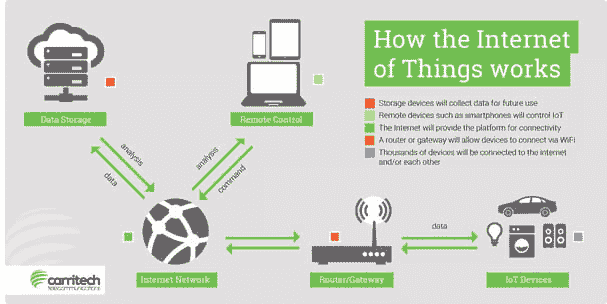 How the Internet
of Things works
Storage devices will collect data for future use
Remote devices such as smartphones will control IoT
The Internet will provide the platform for connectivity
A router or gateway will allow devices to connect via WiFi
Thousands of devices will be connected to the internet
and/or each other
Data Storage
Remote Control
analysis
data
analysis
command
data
Internet Network
Router/Gateway
IoT Devices
carritech
telecommunications